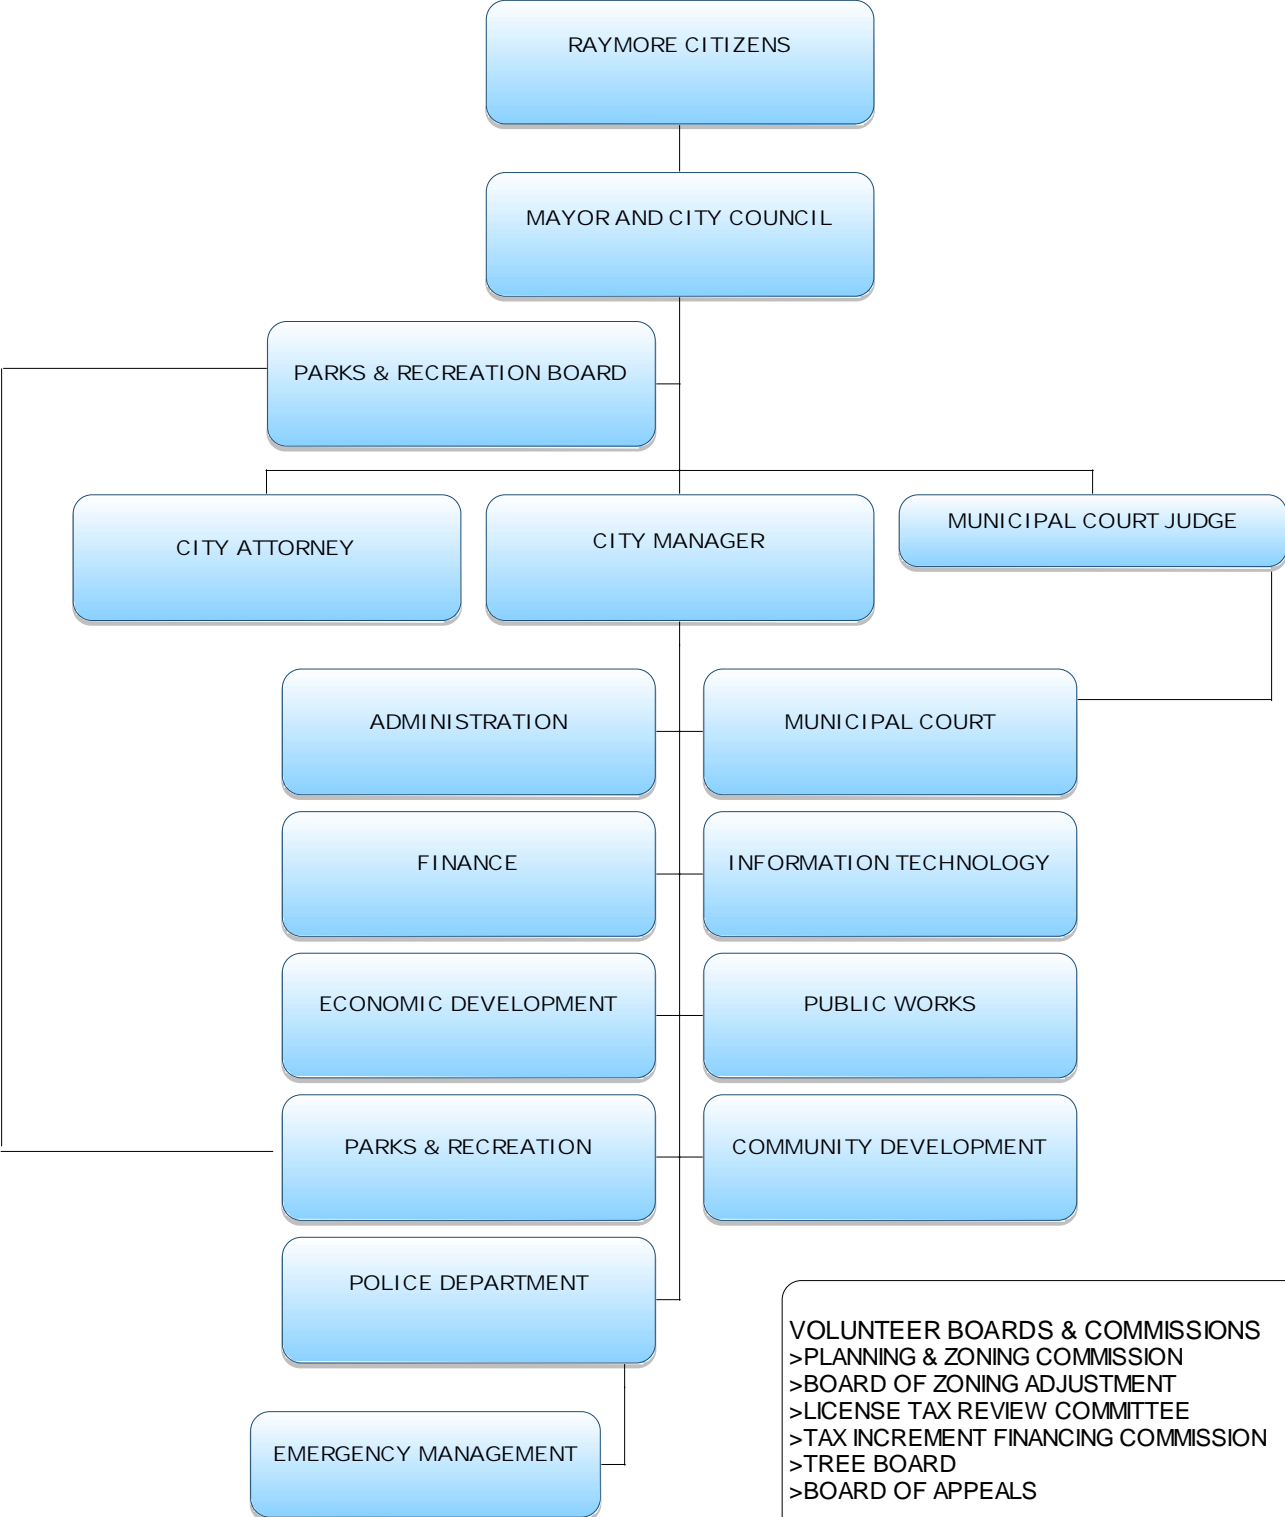 RAYMORE CITIZENS
MAYOR AND CITY COUNCIL
PARKS & RECREATION BOARD
CITY ATTORNEY
CITY MANAGER
MUNICIPAL COURT JUDGE
ADMINISTRATION
MUNICIPAL COURT
FINANCE
INFORMATION TECHNOLOGY
ECONOMIC DEVELOPMENT
PUBLIC WORKS
PARKS & RECREATION
COMMUNITY DEVELOPMENT
POLICE DEPARTMENT
EMERGENCY MANAGEMENT
VOLUNTEER BOARDS & COMMISSIONS
>PLANNING & ZONING COMMISSION
>BOARD OF ZONING ADJUSTMENT
>LICENSE TAX REVIEW COMMITTEE
>TAX INCREMENT FINANCING COMMISSION
>TREE BOARD
>BOARD OF APPEALS